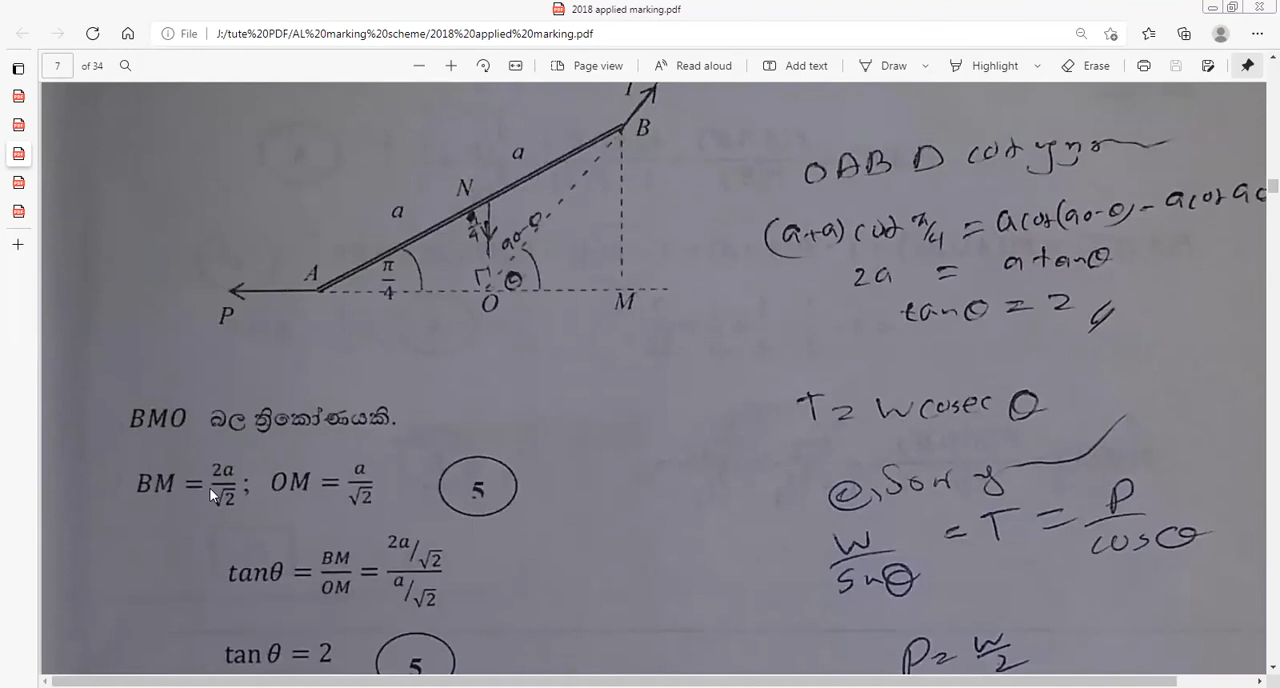 2018 applied marking.pdf
File J:/tute%20PDF/AL%20marking%20scheme/2018%20applied%20marking.pdf
7 of 34 Page view Read aloud Add text Draw Highlight Erase
T
B
a
N
a
π/4
90-θ
A
π/4
θ
P
O
M
OAB Δ
(a+a) cot π/4 = a cot(90-θ) - a cot 90
2a = a tanθ
tanθ = 2
BMO බල ත්‍රිකෝණයකි.
BM = 2a/√2 ; OM = a/√2
5
tanθ = BM/OM = 2a/√2 / a/√2
tan θ = 2
5
T = W cosec θ
W/sinθ = T = P/cosθ
P = W/2